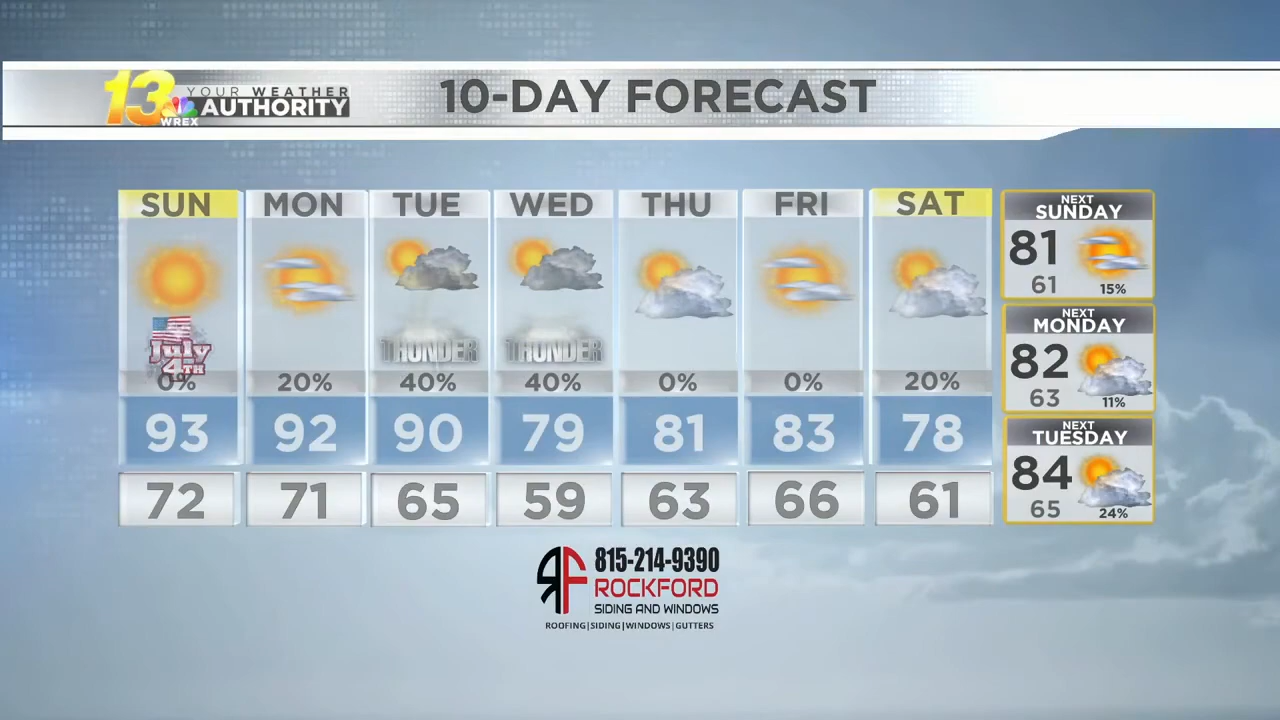 13 YOUR WEATHER
AUTHORITY
WREX
10-DAY FORECAST
SUN MON TUE WED THU FRI SAT
July
4TH
THUNDER THUNDER
0% 20% 40% 40% 0% 0% 20%
93 92 90 79 81 83 78
72 71 65 59 63 66 61
NEXT
SUNDAY
81
61 15%
NEXT
MONDAY
82
63 11%
NEXT
TUESDAY
84
65 24%
RF
815-214-9390
ROCKFORD
SIDING AND WINDOWS
ROOFING|SIDING|WINDOWS|GUTTERS